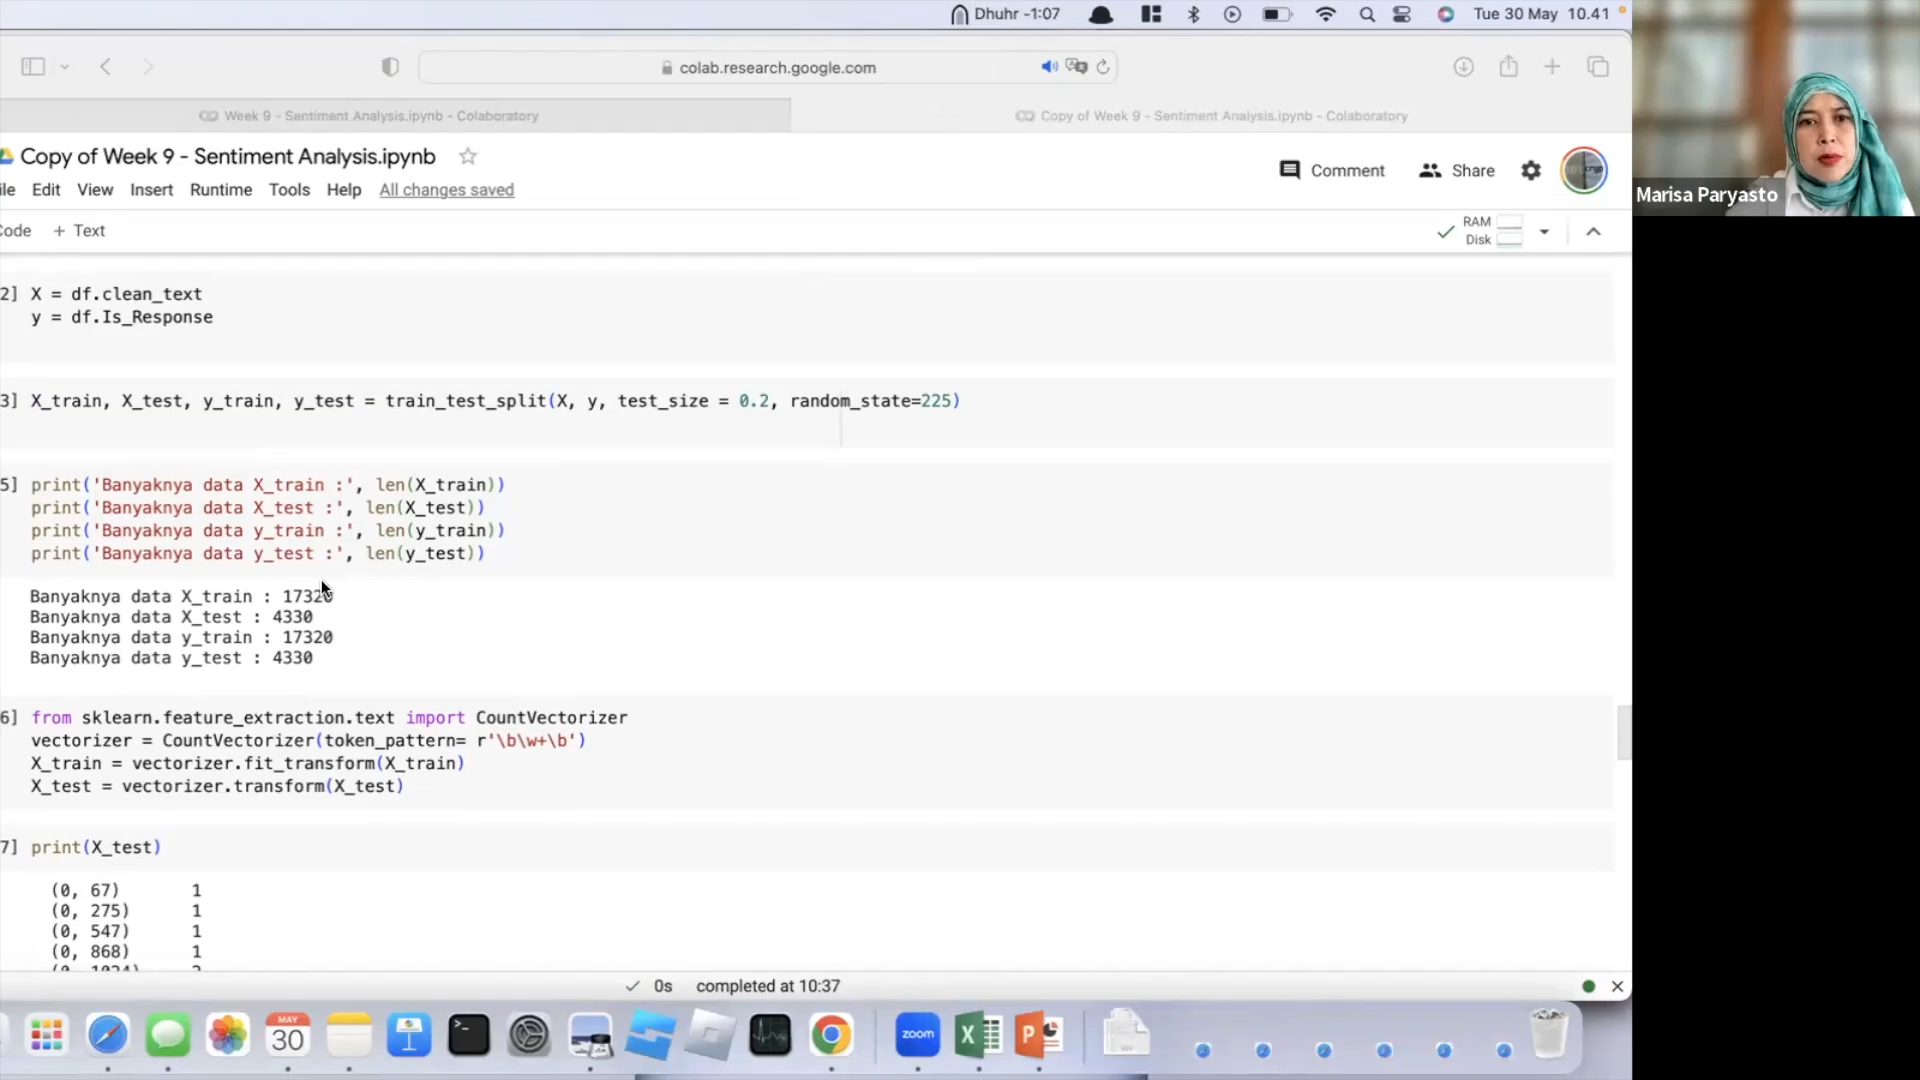 Dhuhr -1:07
Tue 30 May 10.41
colab.research.google.com
Week 9 - Sentiment Analysis.ipynb - Colaboratory
Copy of Week 9 - Sentiment Analysis.ipynb - Colaboratory
Copy of Week 9 - Sentiment Analysis.ipynb
Comment
Share
ile Edit View Insert Runtime Tools Help All changes saved
Marisa Paryasto
ode + Text
RAM
Disk
2] X = df.clean_text
y = df.Is_Response
3] X_train, X_test, y_train, y_test = train_test_split(X, y, test_size = 0.2, random_state=225)
5] print('Banyaknya data X_train :', len(X_train))
print('Banyaknya data X_test :', len(X_test))
print('Banyaknya data y_train :', len(y_train))
print('Banyaknya data y_test :', len(y_test))
Banyaknya data X_train : 17320
Banyaknya data X_test : 4330
Banyaknya data y_train : 17320
Banyaknya data y_test : 4330
6] from sklearn.feature_extraction.text import CountVectorizer
vectorizer = CountVectorizer(token_pattern= r'\b\w+\b')
X_train = vectorizer.fit_transform(X_train)
X_test = vectorizer.transform(X_test)
7] print(X_test)
(0, 67) 1
(0, 275) 1
(0, 547) 1
(0, 868) 1
0s completed at 10:37
MAY
30
zoom
X
P